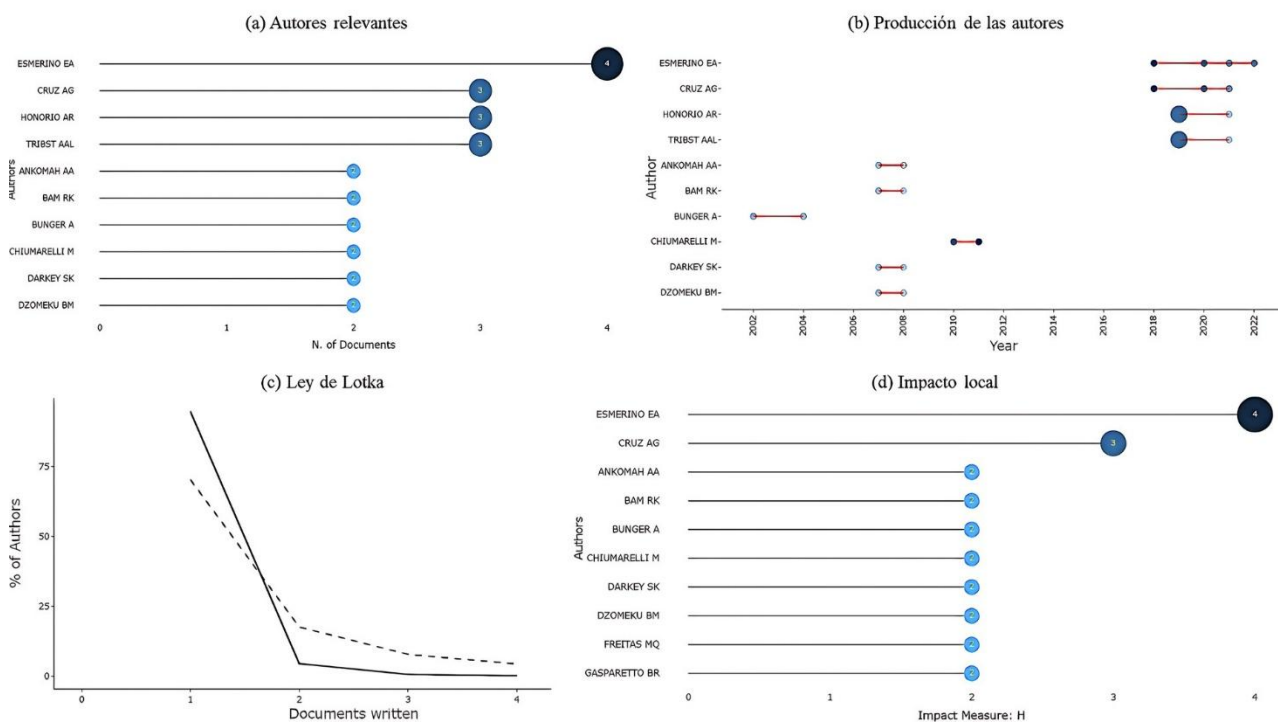 (a) Autores relevantes
ESMERINO EA
4
CRUZ AG
3
HONORIO AR
3
TRIBST AAL
3
ANKOMAH AA
2
BAM RK
2
BUNGER A
2
CHIUMARELLI M
2
DARKEY SK
2
DZOMEKU BM
2
Authors
0 1 2 3 4
N. of Documents
(b) Producción de las autores
ESMERINO EA-
CRUZ AG-
HONORIO AR-
TRIBST AAL-
ANKOMAH AA-
BAM RK-
BUNGER A-
CHIUMARELLI M-
DARKEY SK-
DZOMEKU BM-
Author
2002 2004 2006 2008 2010 2012 2014 2016 2018 2020 2022
Year
(c) Ley de Lotka
75
50
25
0
% of Authors
0 1 2 3 4
Documents written
(d) Impacto local
ESMERINO EA
4
CRUZ AG
3
ANKOMAH AA
2
BAM RK
2
BUNGER A
2
CHIUMARELLI M
2
DARKEY SK
2
DZOMEKU BM
2
FREITAS MQ
2
GASPARETTO BR
2
Authors
0 1 2 3 4
Impact Measure: H